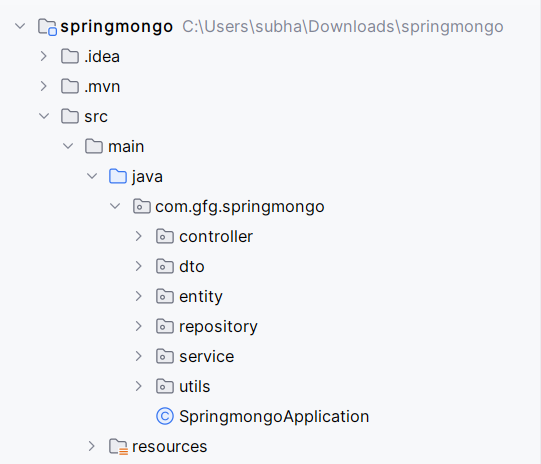 springmongo C:\Users\subha\Downloads\springmongo
.idea
.mvn
src
main
java
com.gfg.springmongo
controller
dto
entity
repository
service
utils
SpringmongoApplication
resources